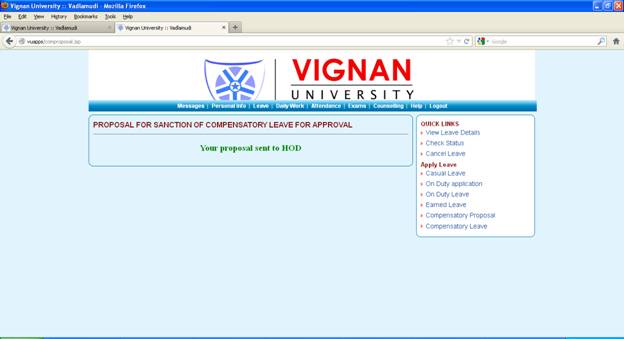 Vignan University :: Vadlamudi - Mozilla Firefox
File Edit View History Bookmarks Tools Help
Vignan University :: Vadlamudi
Vignan University :: Vadlamudi
vuapps/comproposal.jsp
Google
VIGNAN
UNIVERSITY
Messages | Personal Info | Leave | Daily Work | Attendance | Exams | Counselling | Help | Logout
PROPOSAL FOR SANCTION OF COMPENSATORY LEAVE FOR APPROVAL
Your proposal sent to HOD
QUICK LINKS
View Leave Details
Check Status
Cancel Leave
Apply Leave
Casual Leave
On Duty application
On Duty Leave
Earned Leave
Compensatory Proposal
Compensatory Leave